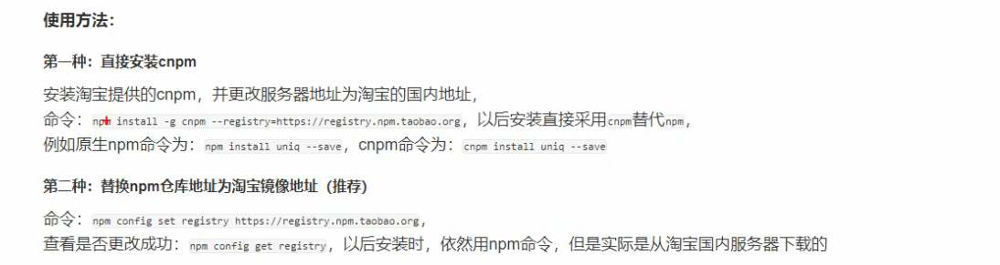 使用方法：
第一种：直接安装cnpm
安装淘宝提供的cnpm，并更改服务器地址为淘宝的国内地址，
命令：npm install -g cnpm --registry=https://registry.npm.taobao.org，以后安装直接采用cnpm替代npm，
例如原生npm命令为：npm install uniq --save，cnpm命令为：cnpm install uniq --save
第二种：替换npm仓库地址为淘宝镜像地址（推荐）
命令：npm config set registry https://registry.npm.taobao.org，
查看是否更改成功：npm config get registry，以后安装时，依然用npm命令，但是实际是从淘宝国内服务器下载的